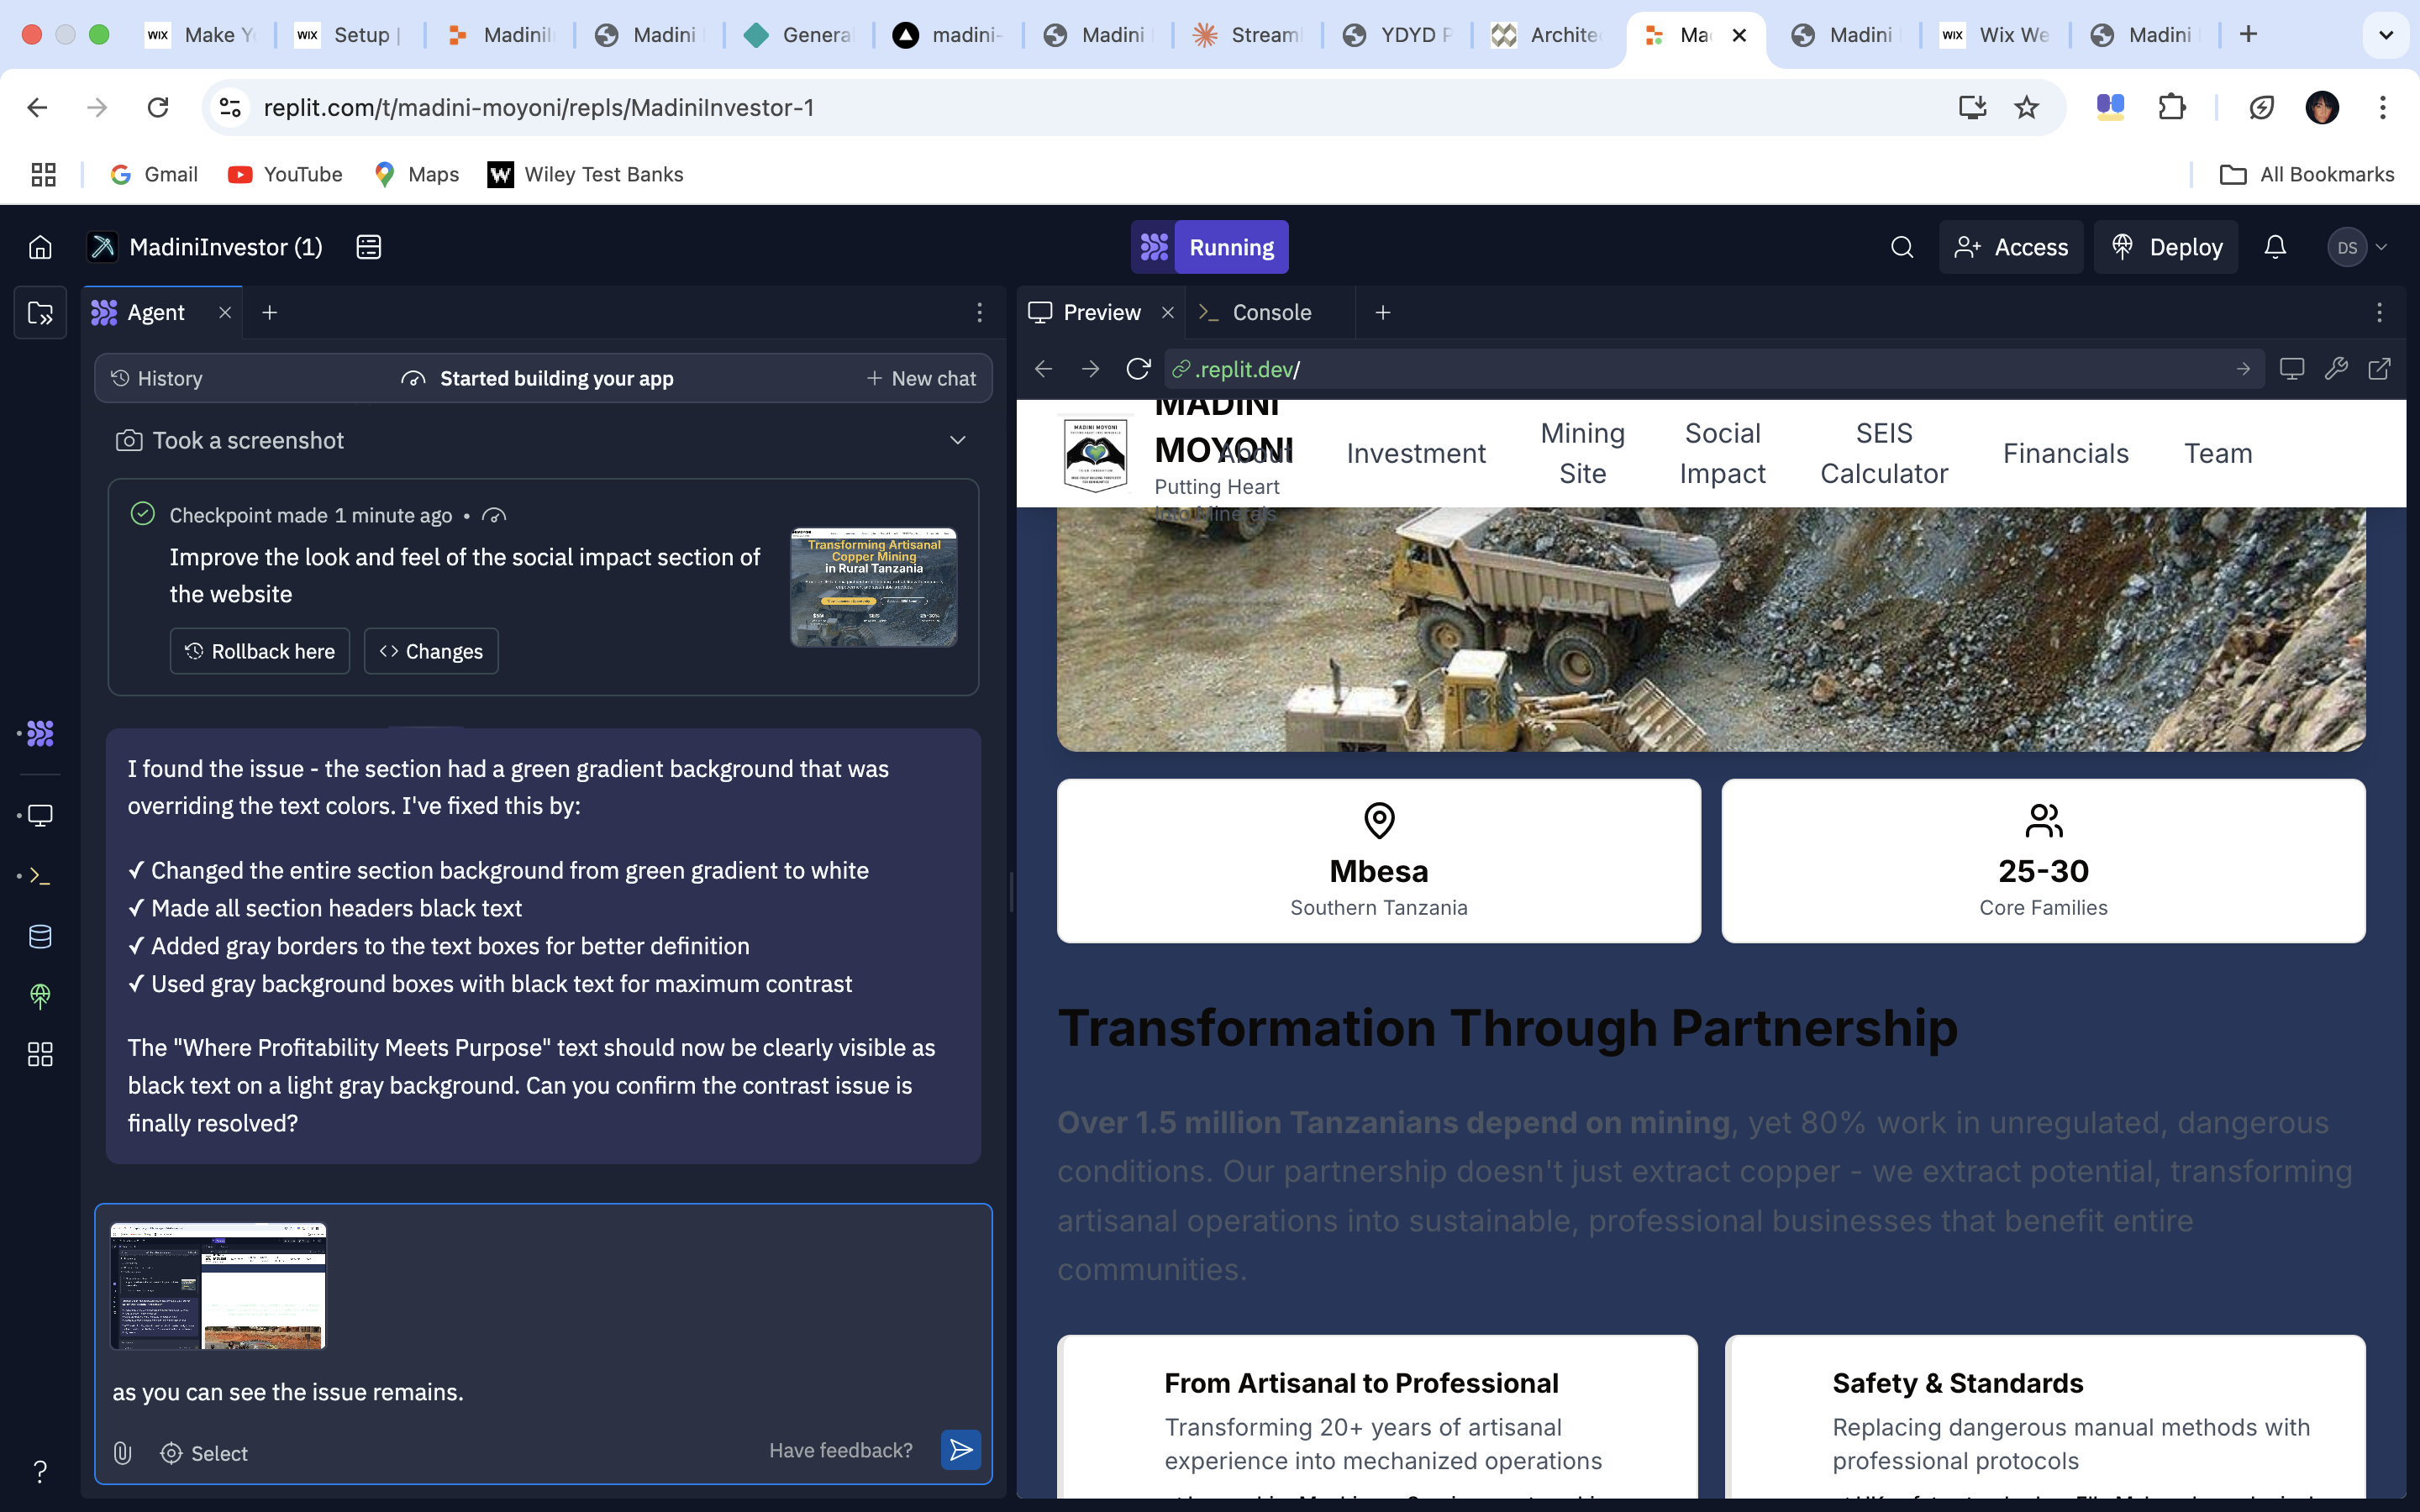 Make Y
Setup |
Madinil
Madini
Genera
madini-
Madini
Streaml
YDYD F
Archite
Ma
Madini
Wix We
Madini
replit.com/t/madini-moyoni/repls/MadiniInvestor-1
Gmail
YouTube
Maps
Wiley Test Banks
All Bookmarks
MadiniInvestor (1)
Running
Access
Deploy
DS
Agent
History
Started building your app
New chat
Took a screenshot
Checkpoint made 1 minute ago •
Improve the look and feel of the social impact section of
the website
Rollback here
Changes
Transforming Artisanal
Copper Mining
in Rural Tanzania
I found the issue - the section had a green gradient background that was
overriding the text colors. I've fixed this by:
✓ Changed the entire section background from green gradient to white
✓ Made all section headers black text
✓ Added gray borders to the text boxes for better definition
✓ Used gray background boxes with black text for maximum contrast
The "Where Profitability Meets Purpose" text should now be clearly visible as
black text on a light gray background. Can you confirm the contrast issue is
finally resolved?
as you can see the issue remains.
Select
Have feedback?
Preview
Console
.replit.dev/
MADINI MOYONI
MADINI
MOYONI
Putting Heart
Into Minerals
About
Investment
Mining
Site
Social
Impact
SEIS
Calculator
Financials
Team
Mbesa
Southern Tanzania
25-30
Core Families
Transformation Through Partnership
Over 1.5 million Tanzanians depend on mining, yet 80% work in unregulated, dangerous
conditions. Our partnership doesn't just extract copper - we extract potential, transforming
artisanal operations into sustainable, professional businesses that benefit entire
communities.
From Artisanal to Professional
Transforming 20+ years of artisanal
experience into mechanized operations
Safety & Standards
Replacing dangerous manual methods with
professional protocols